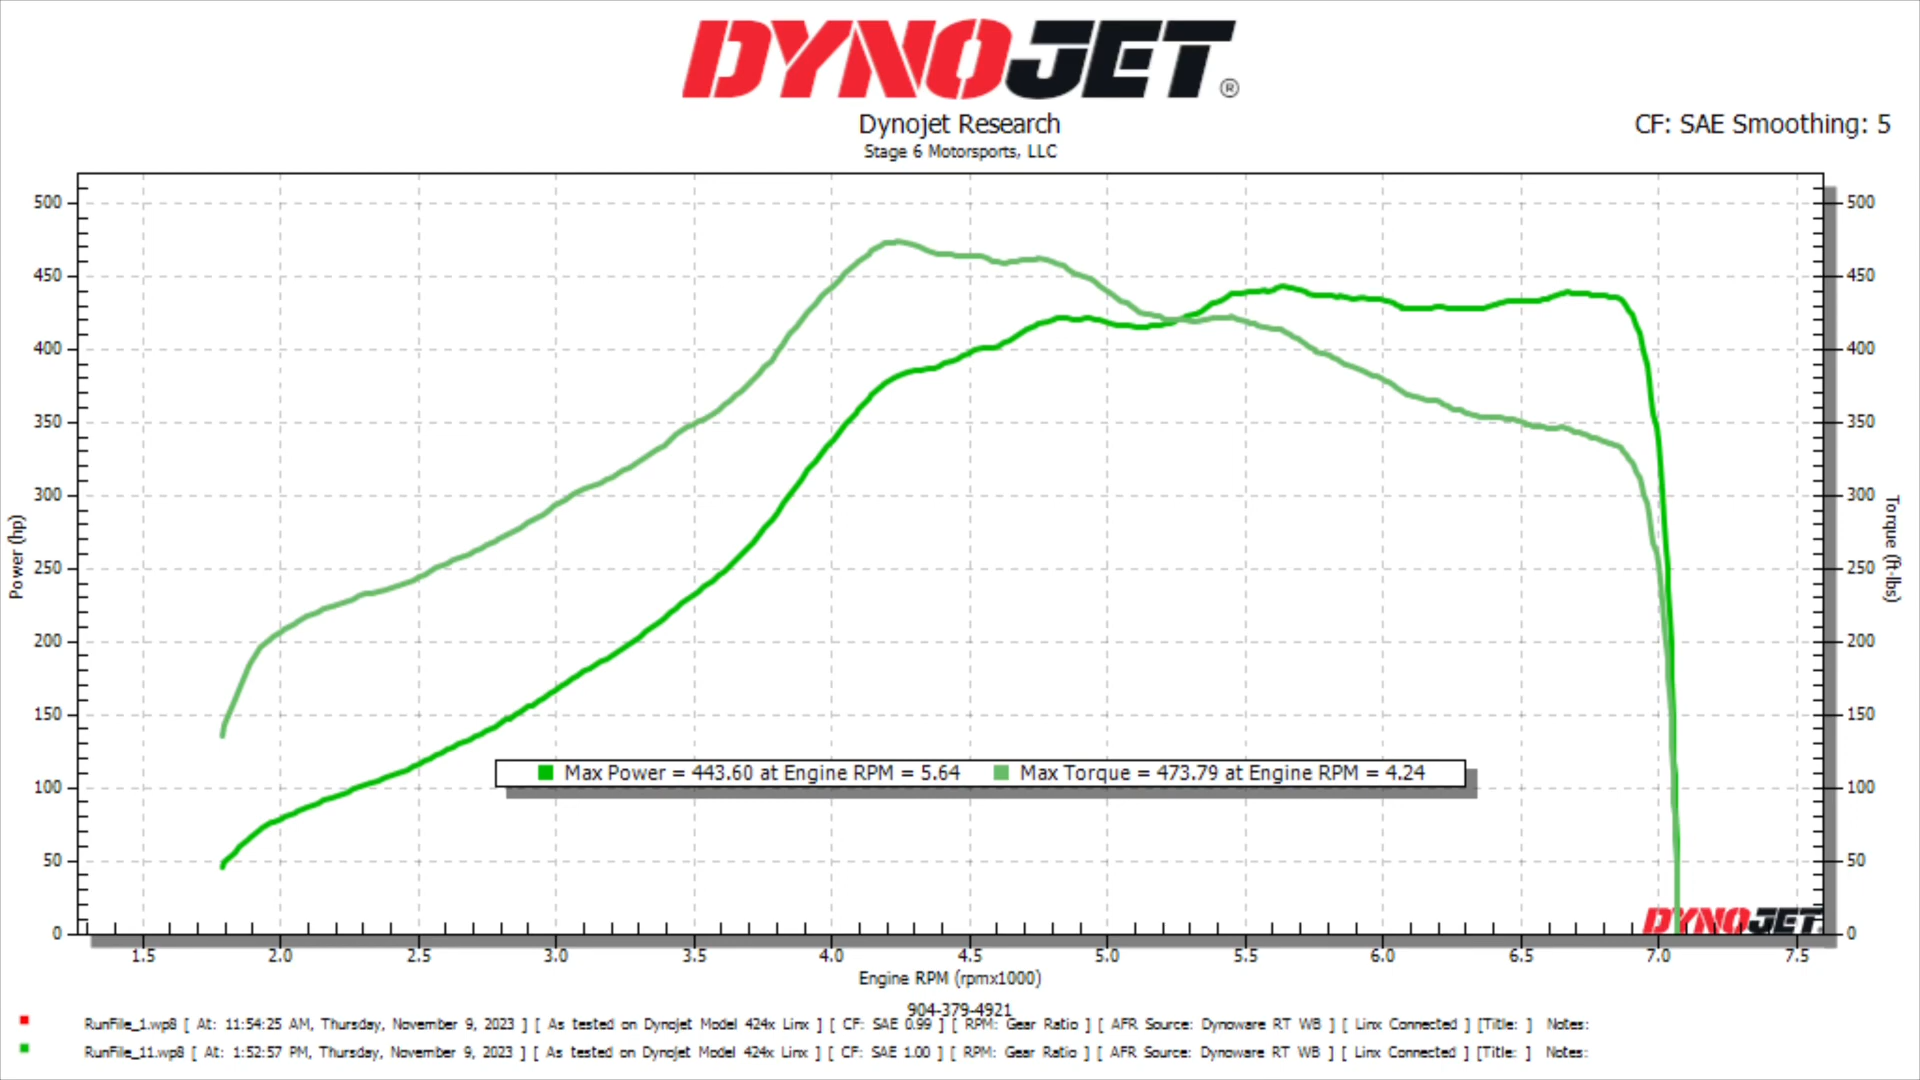 DYNOJET®
Dynojet Research
CF: SAE Smoothing: 5
Stage 6 Motorsports, LLC
500 500
450 450
400 400
350 350
300 300
250 250
200 200
150 150
100 100
50 50
0 0
Power (hp)
Torque (ft-lbs)
Max Power = 443.60 at Engine RPM = 5.64 Max Torque = 473.79 at Engine RPM = 4.24
DYNOJET
1.5 2.0 2.5 3.0 3.5 4.0 4.5 5.0 5.5 6.0 6.5 7.0 7.5
Engine RPM (rpmx1000)
904-379-4921
RunFile_1.wp8 [ At: 11:54:25 AM, Thursday, November 9, 2023 ] [ As tested on Dynojet Model 424x Linx ] [ CF: SAE 0.99 ] [ RPM: Gear Ratio ] [ AFR Source: Dynoware RT WB ] [ Linx Connected ] [Title: ] Notes:
RunFile_11.wp8 [ At: 1:52:57 PM, Thursday, November 9, 2023 ] [ As tested on Dynojet Model 424x Linx ] [ CF: SAE 1.00 ] [ RPM: Gear Ratio ] [ AFR Source: Dynoware RT WB ] [ Linx Connected ] [Title: ] Notes: